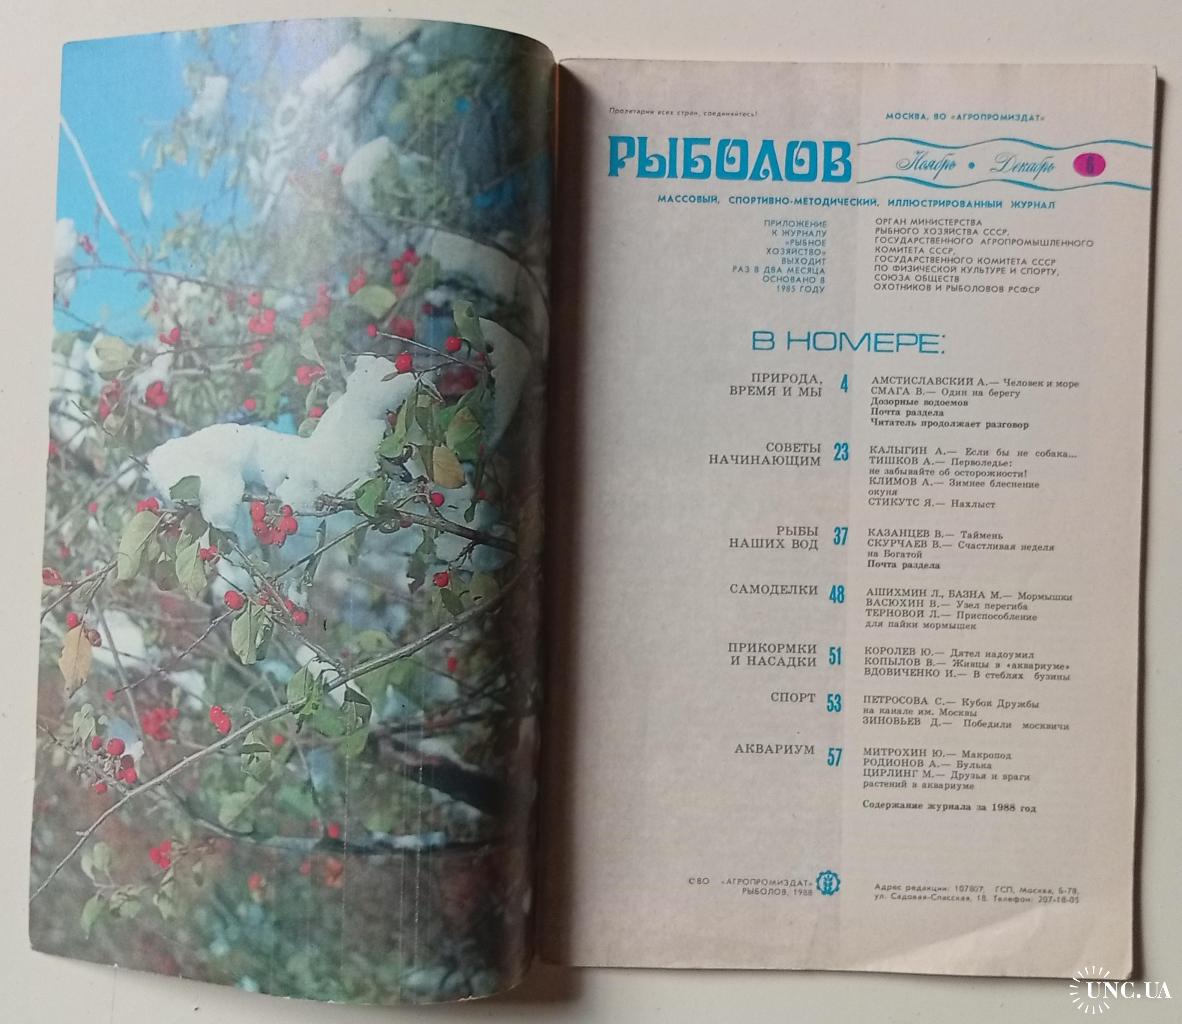 Пролетарии всех стран, соединяйтесь!
МОСКВА, ВО «АГРОПРОМИЗДАТ»
РЫБОЛОВ
Ноябрь • Декабрь 6
МАССОВЫЙ, СПОРТИВНО-МЕТОДИЧЕСКИЙ, ИЛЛЮСТРИРОВАННЫЙ ЖУРНАЛ
ПРИЛОЖЕНИЕ
К ЖУРНАЛУ
«РЫБНОЕ
ХОЗЯЙСТВО»
ВЫХОДИТ
РАЗ В ДВА МЕСЯЦА
ОСНОВАНО В
1985 ГОДУ
ОРГАН МИНИСТЕРСТВА
РЫБНОГО ХОЗЯЙСТВА СССР,
ГОСУДАРСТВЕННОГО АГРОПРОМЫШЛЕННОГО
КОМИТЕТА СССР,
ГОСУДАРСТВЕННОГО КОМИТЕТА СССР
ПО ФИЗИЧЕСКОЙ КУЛЬТУРЕ И СПОРТУ,
СОЮЗА ОБЩЕСТВ
ОХОТНИКОВ И РЫБОЛОВОВ РСФСР
В НОМЕРЕ:
ПРИРОДА,
ВРЕМЯ И МЫ
4
АМСТИСЛАВСКИЙ А.— Человек и море
СМАГА В.— Один на берегу
Дозорные водоемов
Почта раздела
Читатель продолжает разговор
СОВЕТЫ
НАЧИНАЮЩИМ
23
КАЛЫГИН А.— Если бы не собака...
ТИШКОВ А.— Перволедье:
не забывайте об осторожности!
КЛИМОВ А.— Зимнее блеснение
окуня
СТИКУТС Я.— Нахлыст
РЫБЫ
НАШИХ ВОД
37
КАЗАНЦЕВ В.— Таймень
СКУРЧАЕВ В.— Счастливая неделя
на Богатой
Почта раздела
САМОДЕЛКИ
48
АШИХМИН Л., БАЗНА М.— Мормышки
ВАСЮХИН В.— Узел перегиба
ТЕРНОВОЙ Л.— Приспособление
для пайки мормышек
ПРИКОРМКИ
И НАСАДКИ
51
КОРОЛЕВ Ю.— Дятел надоумил
КОПЫЛОВ В.— Живцы в «аквариуме»
ВДОВИЧЕНКО И.— В стеблях бузины
СПОРТ
53
ПЕТРОСОВА С.— Кубок Дружбы
на канале им. Москвы
ЗИНОВЬЕВ Д.— Победили москвичи
АКВАРИУМ
57
МИТРОХИН Ю.— Макропод
РОДИОНОВ А.— Булька
ЦИРЛИНГ М.— Друзья и враги
растений в аквариуме
Содержание журнала за 1988 год
© ВО «АГРОПРОМИЗДАТ»
РЫБОЛОВ, 1988
Адрес редакции: 107807, ГСП, Москва, Б-78,
ул. Садовая-Спасская, 18. Телефон: 207-18-05
UNC.UA